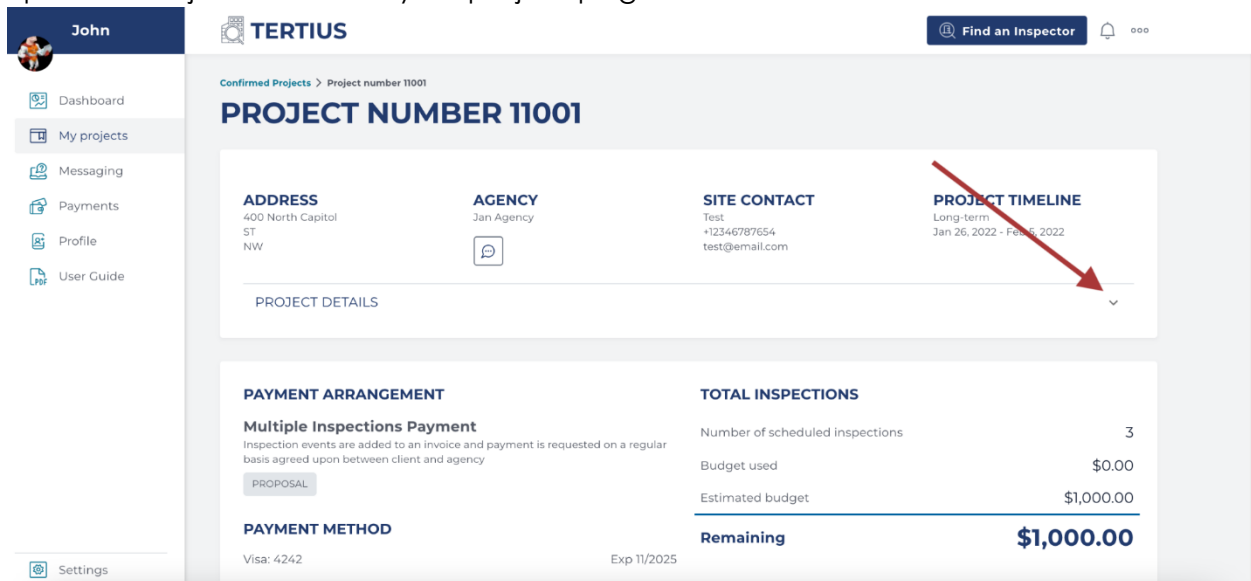 John
TERTIUS
Find an Inspector
Dashboard
My projects
Messaging
Payments
Profile
PDF
User Guide
Settings
Confirmed Projects > Project number 11001
PROJECT NUMBER 11001
ADDRESS
400 North Capitol
ST
NW
AGENCY
Jan Agency
SITE CONTACT
Test
+12346787654
test@email.com
PROJECT TIMELINE
Long-term
Jan 26, 2022 - Feb 5, 2022
PROJECT DETAILS
PAYMENT ARRANGEMENT
Multiple Inspections Payment
Inspection events are added to an invoice and payment is requested on a regular
basis agreed upon between client and agency
PROPOSAL
PAYMENT METHOD
Visa: 4242 Exp 11/2025
TOTAL INSPECTIONS
Number of scheduled inspections 3
Budget used $0.00
Estimated budget $1,000.00
Remaining $1,000.00